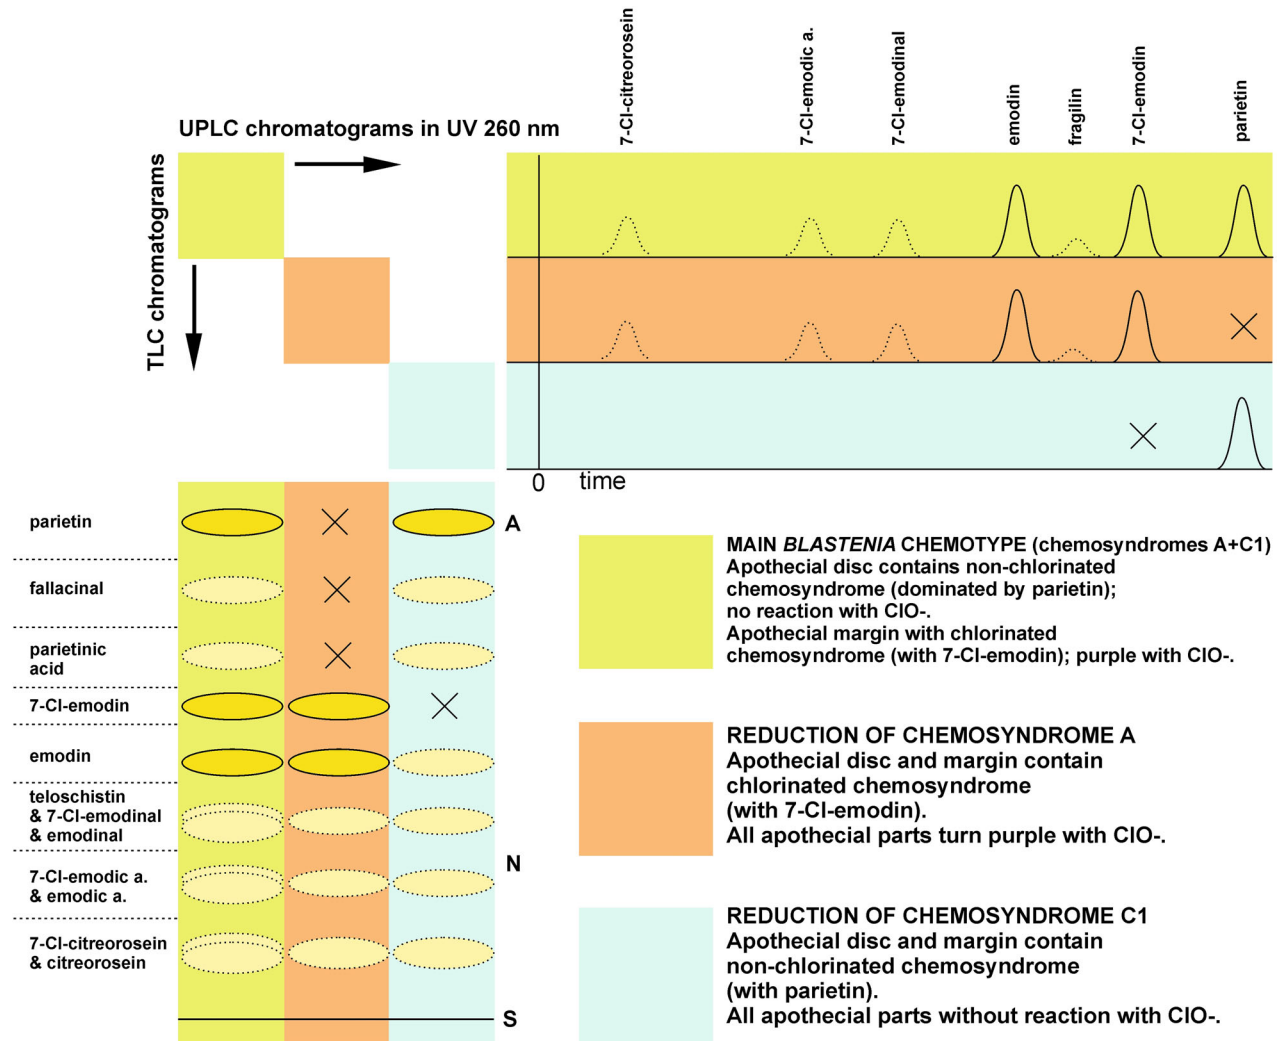 7-Cl-citreorosein
7-Cl-emodic a.
7-Cl-emodinal
emodin
fragilin
7-Cl-emodin
parietin
UPLC chromatograms in UV 260 nm
TLC chromatograms
0 time
parietin
A
fallacinal
parietinic
acid
7-Cl-emodin
emodin
teloschistin
& 7-Cl-emodinal
& emodinal
N
7-Cl-emodic a.
& emodic a.
7-Cl-citreorosein
& citreorosein
S
MAIN BLASTENIA CHEMOTYPE (chemosyndromes A+C1)
Apothecial disc contains non-chlorinated
chemosyndrome (dominated by parietin);
no reaction with ClO-.
Apothecial margin with chlorinated
chemosyndrome (with 7-Cl-emodin); purple with ClO-.
REDUCTION OF CHEMOSYNDROME A
Apothecial disc and margin contain
chlorinated chemosyndrome
(with 7-Cl-emodin).
All apothecial parts turn purple with ClO-.
REDUCTION OF CHEMOSYNDROME C1
Apothecial disc and margin contain
non-chlorinated chemosyndrome
(with parietin).
All apothecial parts without reaction with ClO-.